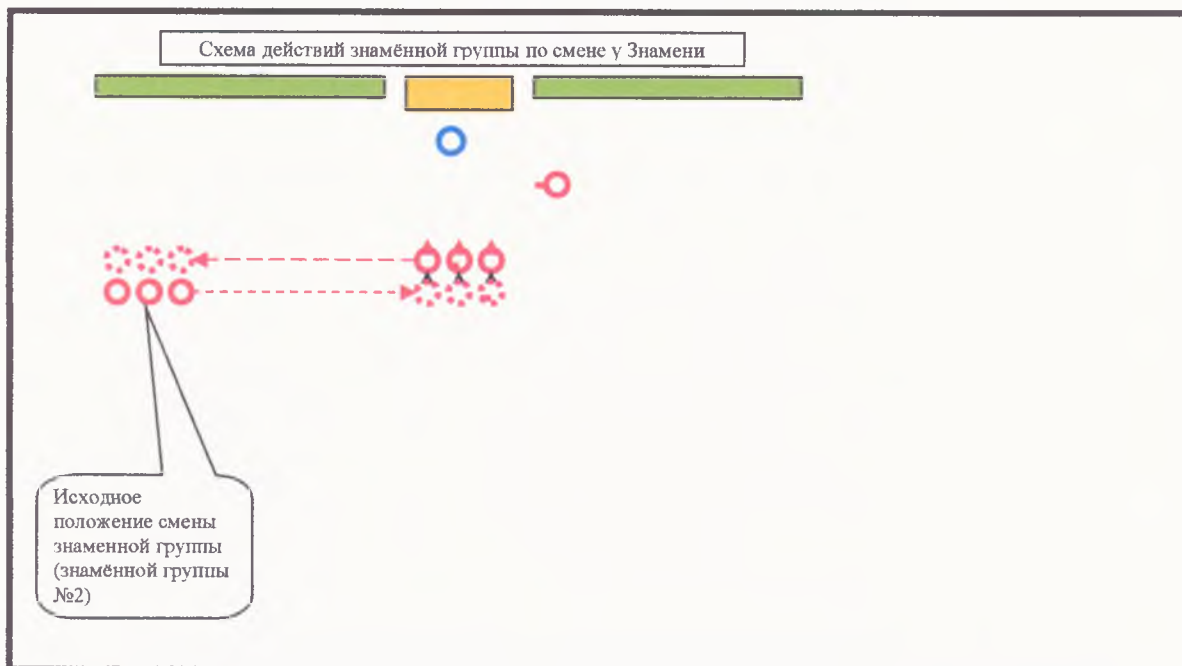 Схема действий знамённой группы по смене у Знамени
Исходное
положение смены
знаменной группы
(знамённой группы
№2)